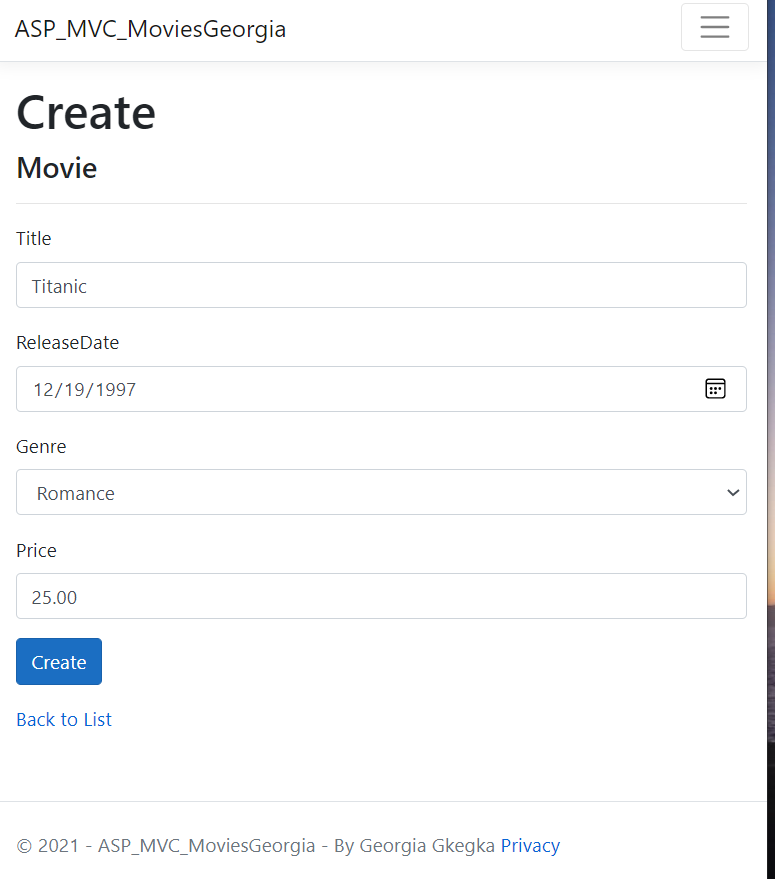 ASP_MVC_MoviesGeorgia
Create
Movie
Title
Titanic
ReleaseDate
12/19/1997
Genre
Romance
Price
25.00
Create
Back to List
© 2021 - ASP_MVC_MoviesGeorgia - By Georgia Gkegka Privacy